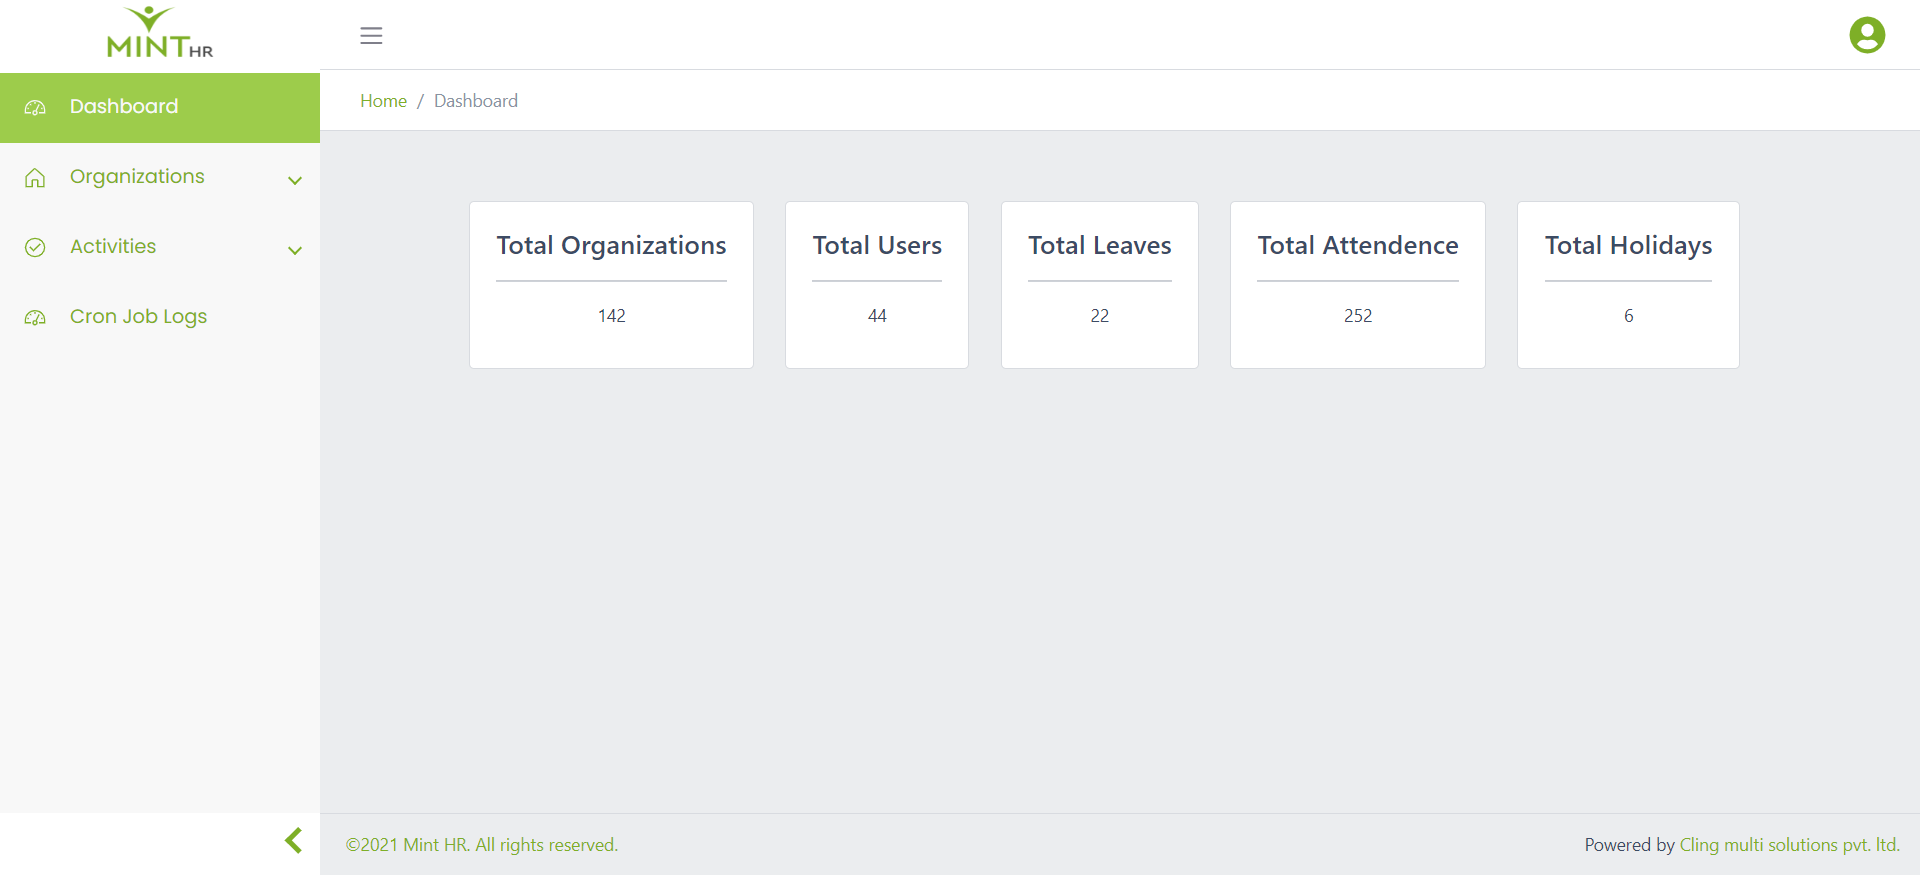 MINT HR
Dashboard
Organizations
Activities
Cron Job Logs
Home / Dashboard
Total Organizations
142
Total Users
44
Total Leaves
22
Total Attendence
252
Total Holidays
6
©2021 Mint HR. All rights reserved.
Powered by Cling multi solutions pvt. ltd.